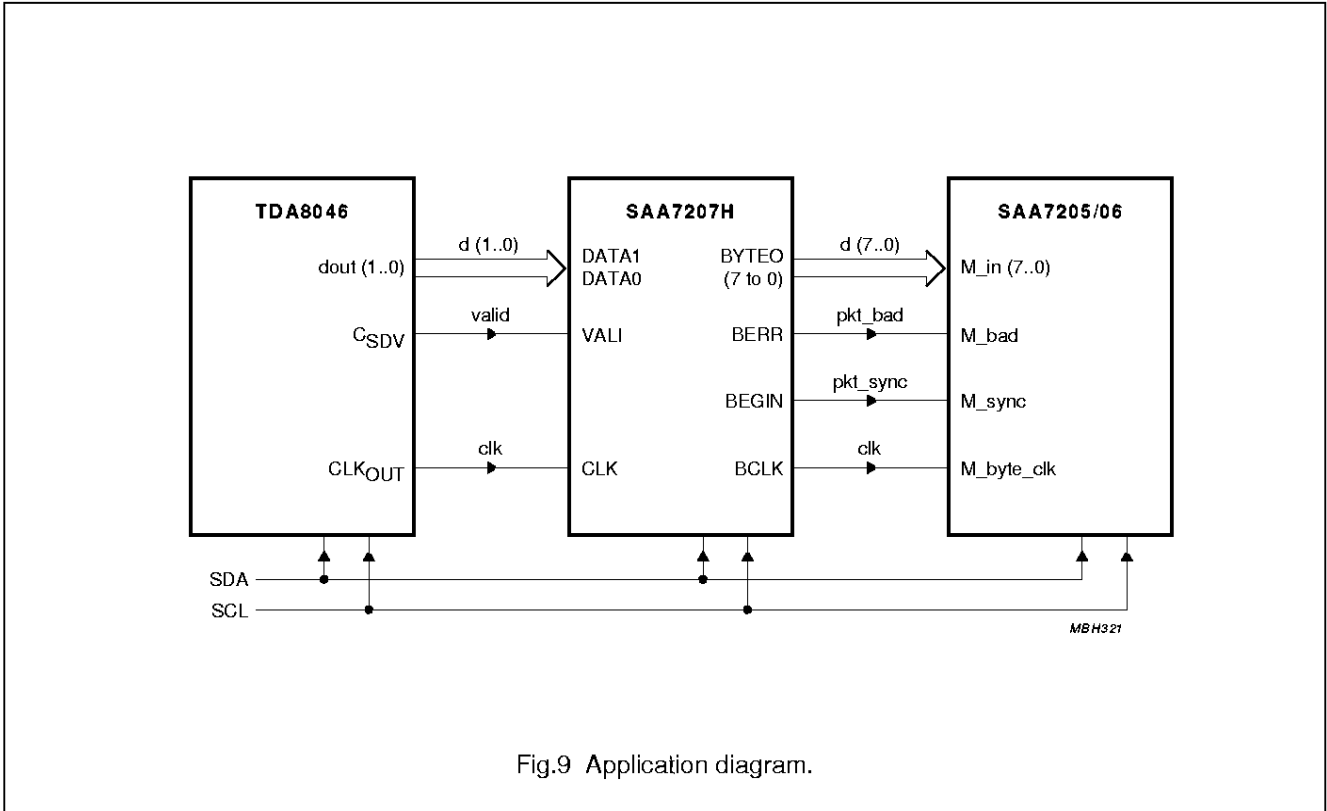 TDA8046
SAA7207H
SAA7205/06
dout (1..0)
d (1..0)
DATA1
DATA0
BYTEO
(7 to 0)
d (7..0)
M_in (7..0)
CSDV
valid
VALI
BERR
pkt_bad
M_bad
BEGIN
pkt_sync
M_sync
CLKOUT
clk
CLK
BCLK
clk
M_byte_clk
SDA
SCL
MBH321
Fig.9 Application diagram.